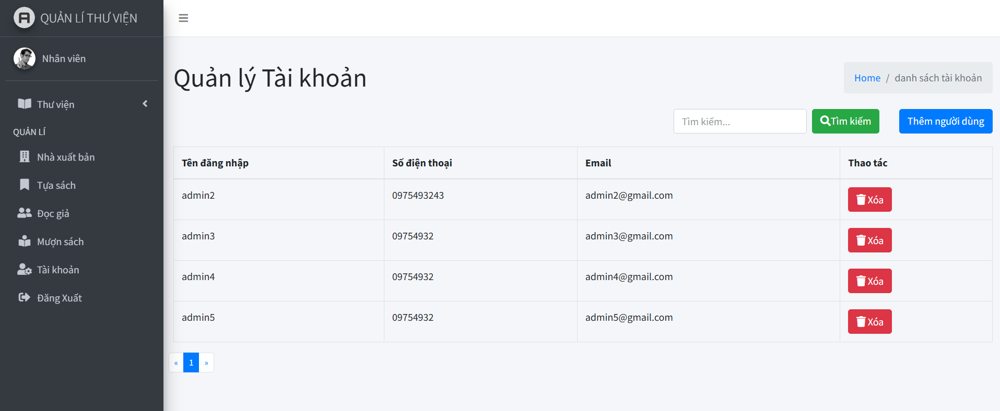 QUẢN LÍ THƯ VIỆN
Nhân viên
Thư viện
QUẢN LÍ
Nhà xuất bản
Tựa sách
Đọc giả
Mượn sách
Tài khoản
Đăng Xuất
Quản lý Tài khoản
Home / danh sách tài khoản
Tìm kiếm... Tìm kiếm Thêm người dùng
Tên đăng nhập Số điện thoại Email Thao tác
admin2 0975493243 admin2@gmail.com Xóa
admin3 09754932 admin3@gmail.com Xóa
admin4 09754932 admin4@gmail.com Xóa
admin5 09754932 admin5@gmail.com Xóa
« 1 »